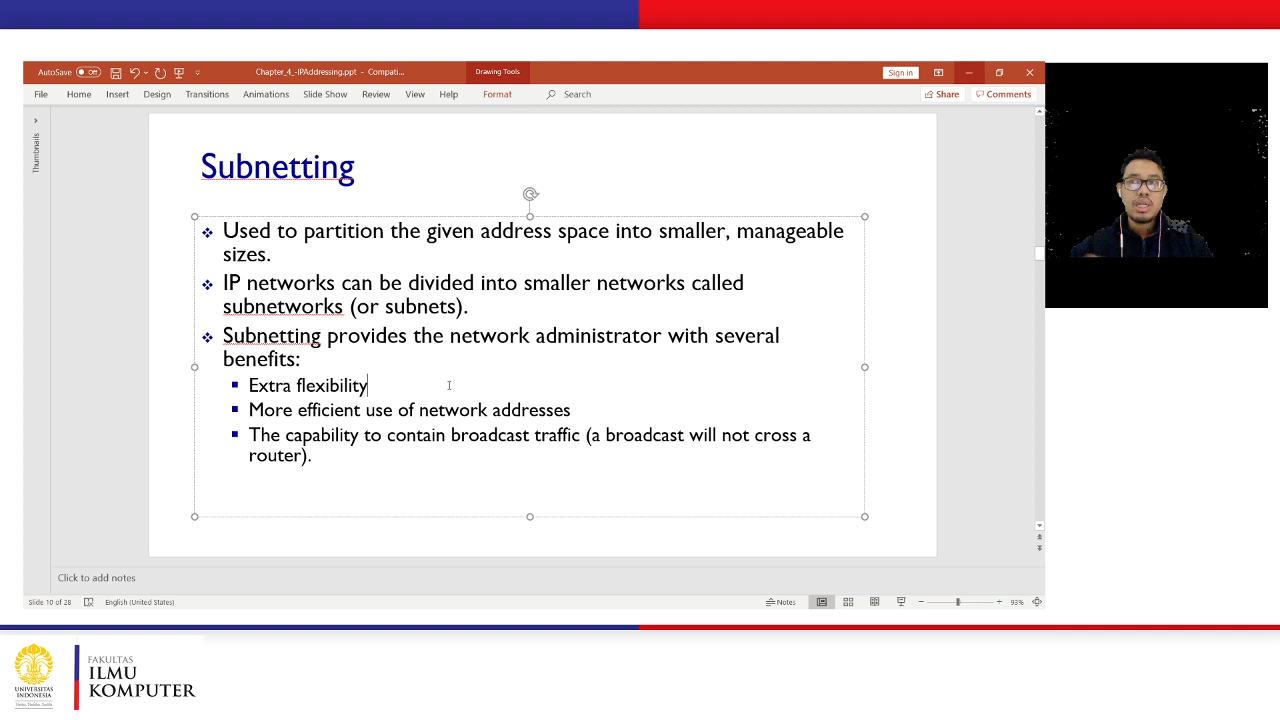 AutoSave Off Chapter_4_-IPAddressing.ppt - Compati... Drawing Tools Sign in
File Home Insert Design Transitions Animations Slide Show Review View Help Format Search Share Comments
Thumbnails
Subnetting
Used to partition the given address space into smaller, manageable
sizes.
IP networks can be divided into smaller networks called
subnetworks (or subnets).
Subnetting provides the network administrator with several
benefits:
Extra flexibility
More efficient use of network addresses
The capability to contain broadcast traffic (a broadcast will not cross a
router).
Click to add notes
Slide 10 of 28 English (United States) Notes 93%
UNIVERSITAS
INDONESIA
FAKULTAS
ILMU
KOMPUTER